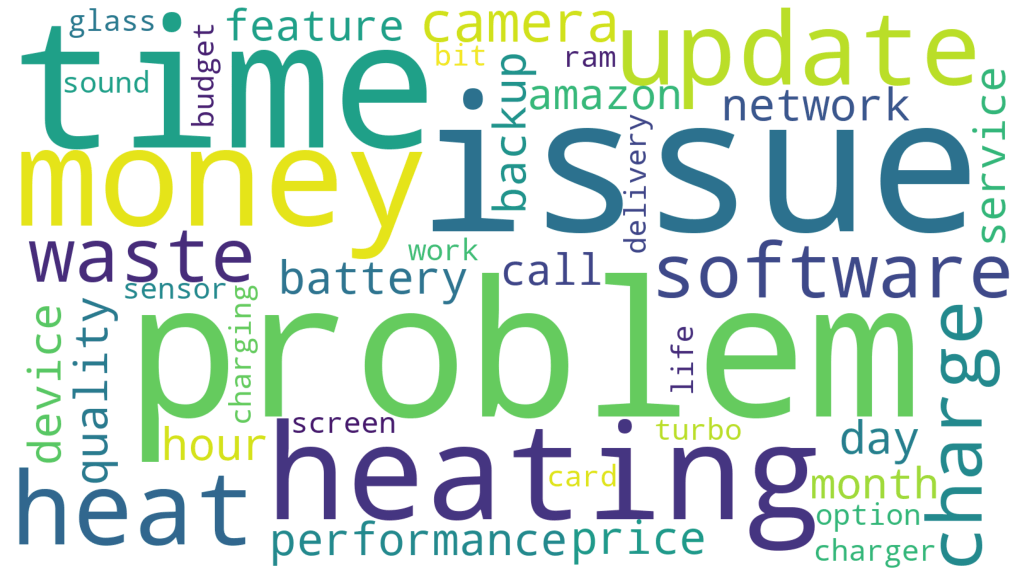 glass
feature
camera
update
time
sound
budget
bit
ram
backup
amazon
network
service
money
issue
delivery
waste
work
software
sensor
battery
call
device
quality
charging
problem
life
charge
hour
screen
turbo
day
heat
heating
card
month
option
performance
price
charger